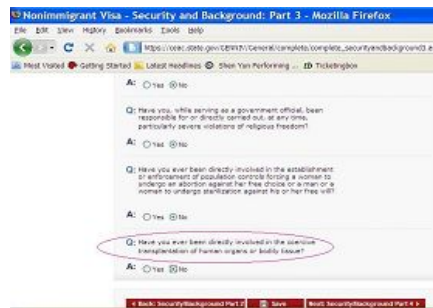 Nonimmigrant Visa - Security and Background: Part 3 - Mozilla Firefox
File Edit View History Bookmarks Tools Help
Most Visited Getting Started Latest Headlines Shen Yun Performing ... Ticketingbox
A: Yes No
Q: Have you, while serving as a government official, been
responsible for or directly carried out, at any time,
particularly severe violations of religious freedom?
A: Yes No
Q: Have you ever been directly involved in the establishment
or enforcement of population controls forcing a woman to
undergo an abortion against her free choice or a man or a
woman to undergo sterilization against his or her free will?
A: Yes No
Q: Have you ever been directly involved in the coercive
transplantation of human organs or bodily tissue?
A: Yes No
Back: Security/Background Part 2 Save Next: Security/Background Part 4